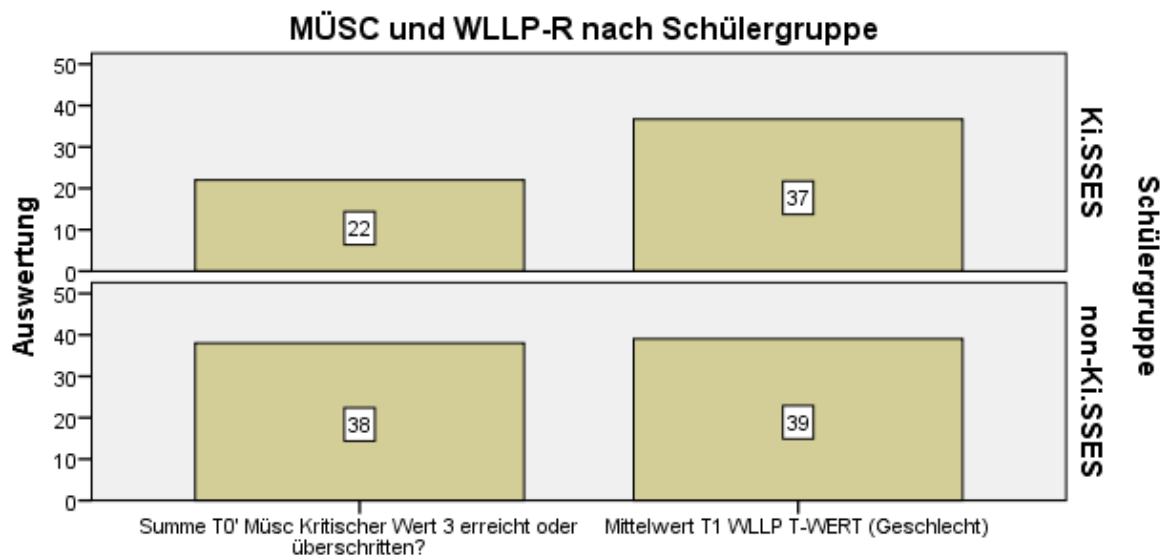 MÜSC und WLLP-R nach Schülergruppe
Auswertung
50
40
30
20
10
0
22
37
Ki.SSES
50
40
30
20
10
0
38
39
non-Ki.SSES
Schülergruppe
Summe T0' Müsc Kritischer Wert 3 erreicht oder
überschritten?
Mittelwert T1 WLLP T-WERT (Geschlecht)